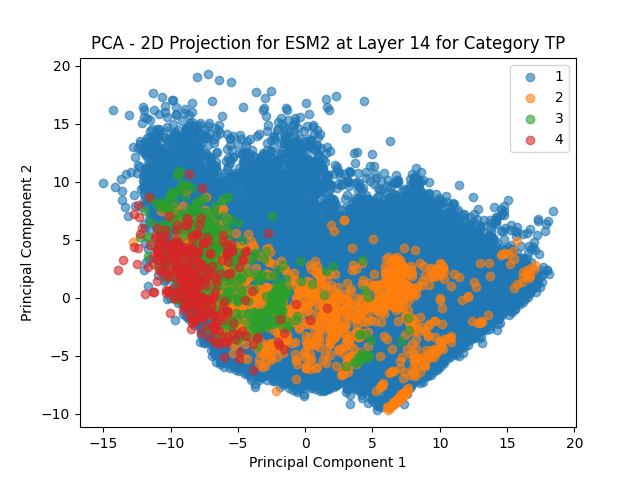 PCA - 2D Projection for ESM2 at Layer 14 for Category TP
20
15
10
5
0
−5
−10
Principal Component 2
1
2
3
4
−15 −10 −5 0 5 10 15 20
Principal Component 1